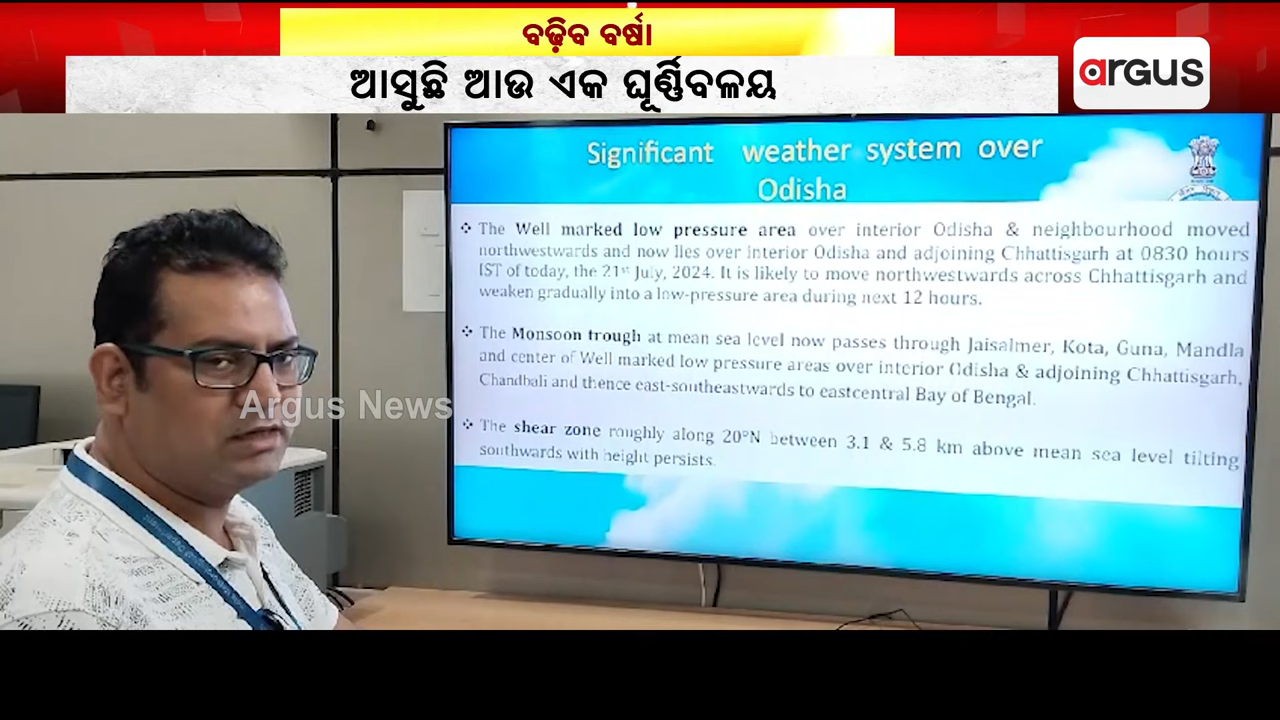 ବଢ଼ିବ ବର୍ଷା
ଆସୁଛି ଆଉ ଏକ ଘୂର୍ଣ୍ଣିବଳୟ
argus
Significant weather system over
Odisha
❖ The Well marked low pressure area over interior Odisha & neighbourhood moved
northwestwards and now lies over interior Odisha and adjoining Chhattisgarh at 0830 hours
IST of today, the 21st July, 2024. It is likely to move northwestwards across Chhattisgarh and
weaken gradually into a low-pressure area during next 12 hours.
❖ The Monsoon trough at mean sea level now passes through Jaisalmer, Kota, Guna, Mandla
and center of Well marked low pressure areas over interior Odisha & adjoining Chhattisgarh,
Chandbali and thence east-southeastwards to eastcentral Bay of Bengal.
❖ The shear zone roughly along 20°N between 3.1 & 5.8 km above mean sea level tilting
southwards with height persists.
Argus News